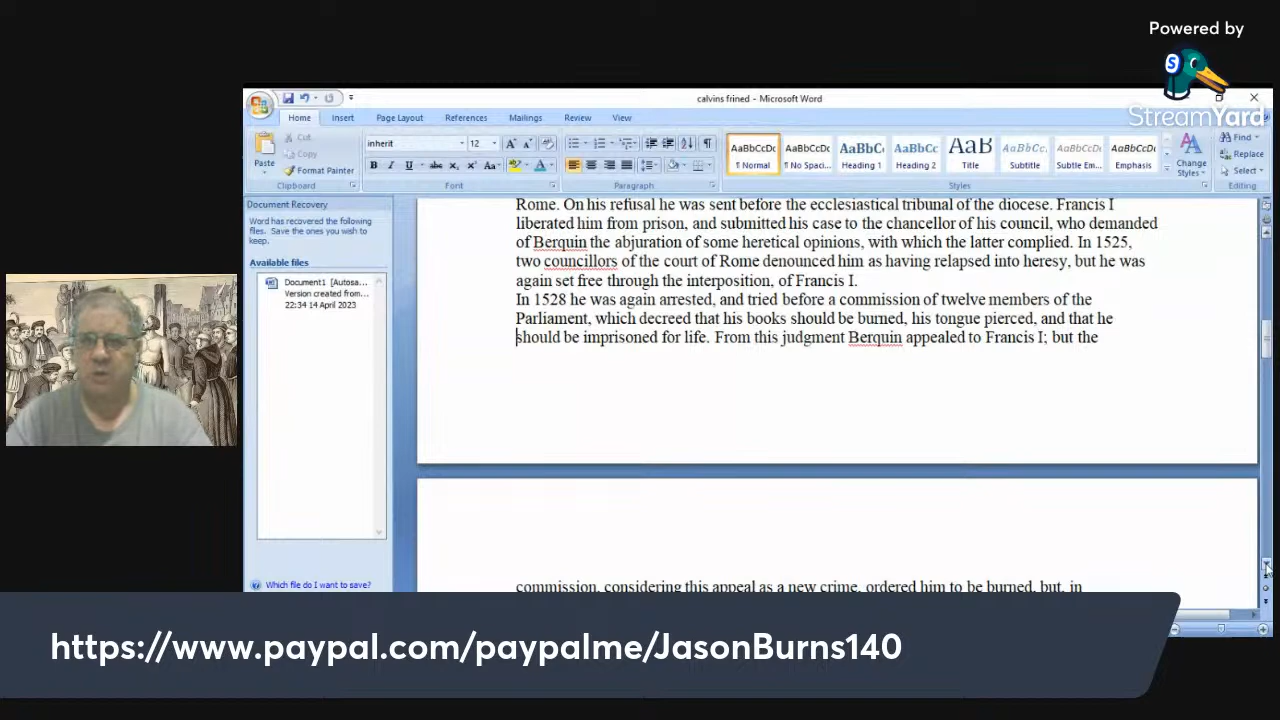 Powered by
StreamYard
calvins frined - Microsoft Word
Home Insert Page Layout References Mailings Review View
Paste
Cut
Copy
Format Painter
Clipboard
inherit 12
Font
Paragraph
AaBbCcDc AaBbCcDc AaBbC AaBbCc AaB AaBbCcD AaBbCcD AaBbCcDc
¶ Normal ¶ No Spaci... Heading 1 Heading 2 Title Subtitle Subtle Em... Emphasis
Styles
Change
Styles
Find
Replace
Select
Editing
Document Recovery
Word has recovered the following
files. Save the ones you wish to
keep.
Available files
Document1 [Autosa...
Version created from...
22:34 14 April 2023
Which file do I want to save?
Rome. On his refusal he was sent before the ecclesiastical tribunal of the diocese. Francis I
liberated him from prison, and submitted his case to the chancellor of his council, who demanded
of Berquin the abjuration of some heretical opinions, with which the latter complied. In 1525,
two councillors of the court of Rome denounced him as having relapsed into heresy, but he was
again set free through the interposition, of Francis I.
In 1528 he was again arrested, and tried before a commission of twelve members of the
Parliament, which decreed that his books should be burned, his tongue pierced, and that he
should be imprisoned for life. From this judgment Berquin appealed to Francis I; but the
commission, considering this appeal as a new crime, ordered him to be burned, but, in
https://www.paypal.com/paypalme/JasonBurns140